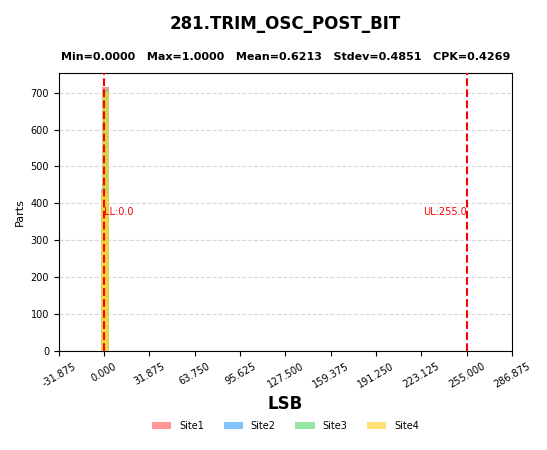 281.TRIM_OSC_POST_BIT
Min=0.0000 Max=1.0000 Mean=0.6213 Stdev=0.4851 CPK=0.4269
700
600
500
400
300
200
100
0
Parts
LL:0.0
UL:255.0
-31.875 0.000 31.875 63.750 95.625 127.500 159.375 191.250 223.125 255.000 286.875
LSB
Site1 Site2 Site3 Site4